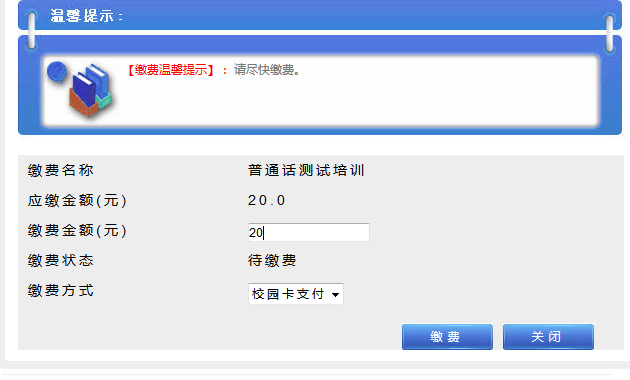 温馨提示：
【缴费温馨提示】：请尽快缴费。
缴费名称 普通话测试培训
应缴金额(元) 20.0
缴费金额(元) 20
缴费状态 待缴费
缴费方式 校园卡支付
缴费 关闭